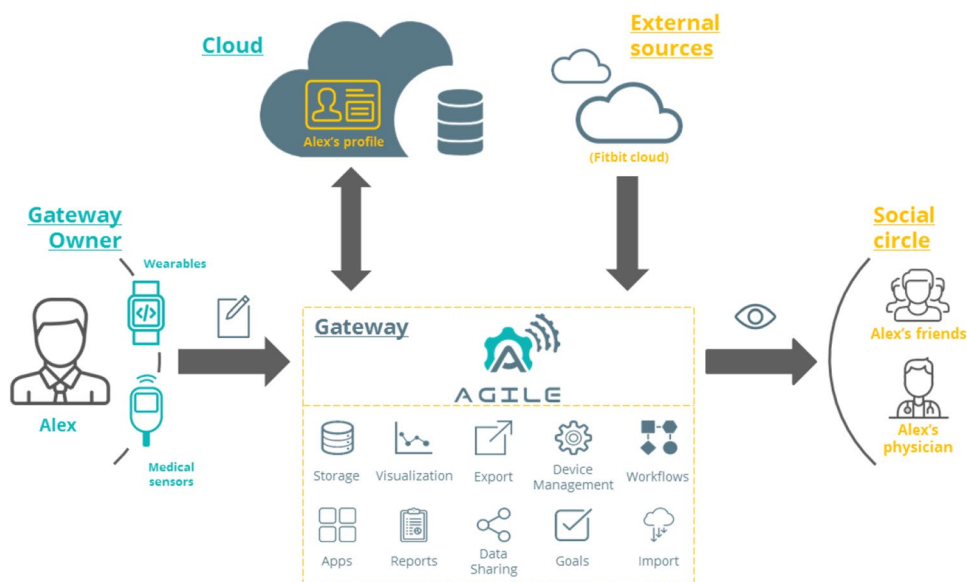 Cloud
Alex's profile
External
sources
(Fitbit cloud)
Gateway
Owner
Wearables
</>
Alex
Medical
sensors
Gateway
AGILE
Storage
Visualization
Export
Device
Management
Workflows
Apps
Reports
Data
Sharing
Goals
Import
Social
circle
Alex's friends
Alex's
physician